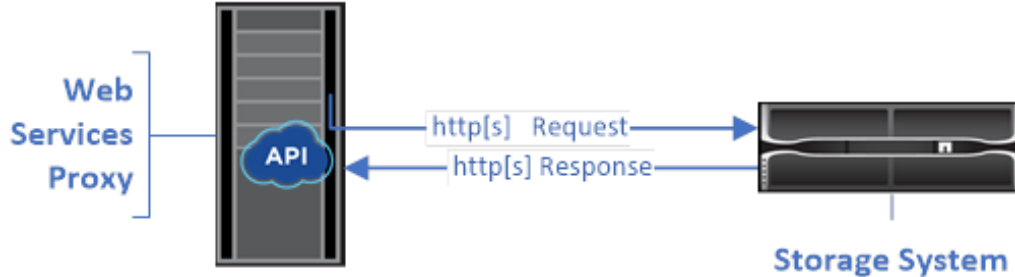 Web
Services
Proxy
API
http[s] Request
http[s] Response
Storage System